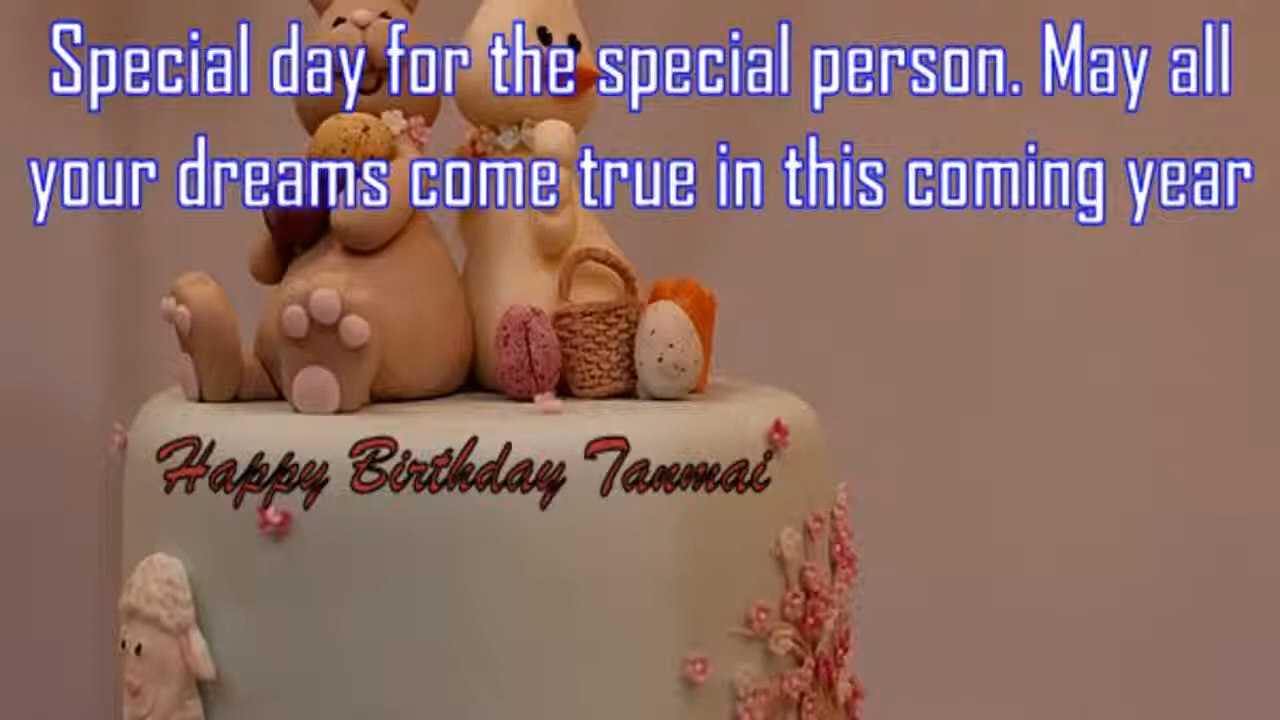 Special day for the special person. May all
your dreams come true in this coming year
Happy Birthday Tanmai